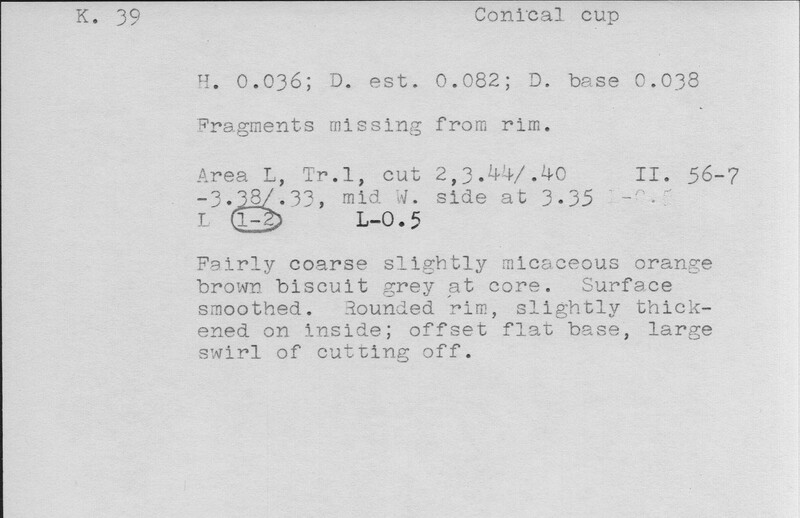 K. 39 Conical cup
H. 0.036; D. est. 0.082; D. base 0.038
Fragments missing from rim.
Area L, Tr.1, cut 2,3.44/.40 II. 56-7
-3.38/.33, mid W. side at 3.35
L 1-2 L-0.5
Fairly coarse slightly micaceous orange
brown biscuit grey at core. Surface
smoothed. Rounded rim, slightly thick-
ened on inside; offset flat base, large
swirl of cutting off.